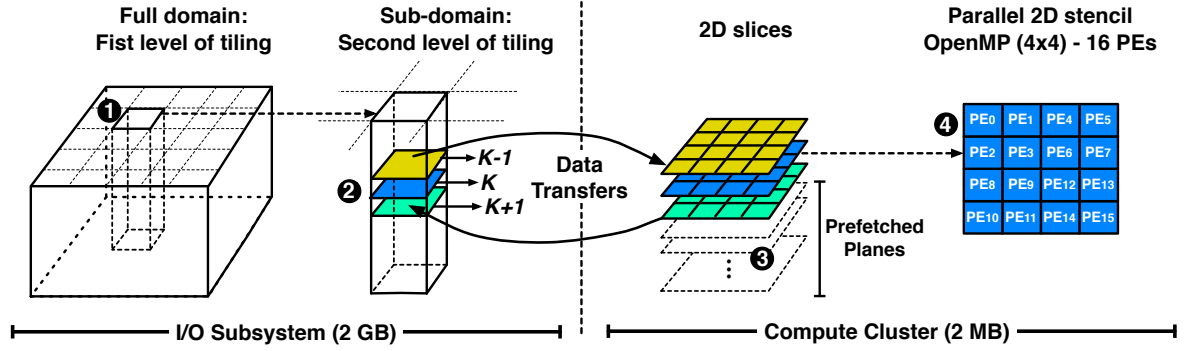 Full domain:
Fist level of tiling
Sub-domain:
Second level of tiling
2D slices
Parallel 2D stencil
OpenMP (4x4) - 16 PEs
1
2
K-1
K
K+1
Data
Transfers
3
Prefetched
Planes
4
PE0 PE1 PE4 PE5
PE2 PE3 PE6 PE7
PE8 PE9 PE12 PE13
PE10 PE11 PE14 PE15
I/O Subsystem (2 GB)
Compute Cluster (2 MB)